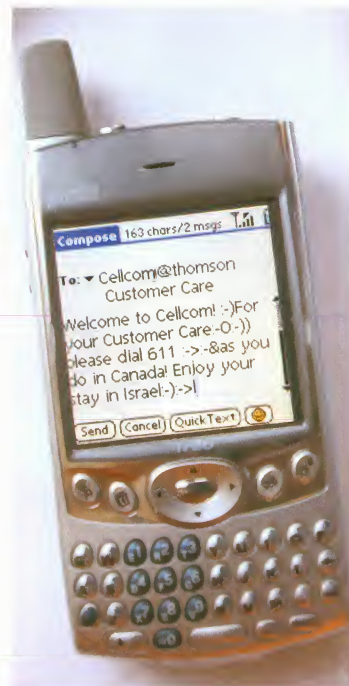 Compose 163 chars/2 msgs
To: Cellcom@thomson
Customer Care
Welcome to Cellcom! :-)For
your Customer Care -O-))
please dial 611 :->:-&as you
do in Canada! Enjoy your
stay in Israel:-):->
Send Cancel QuickText